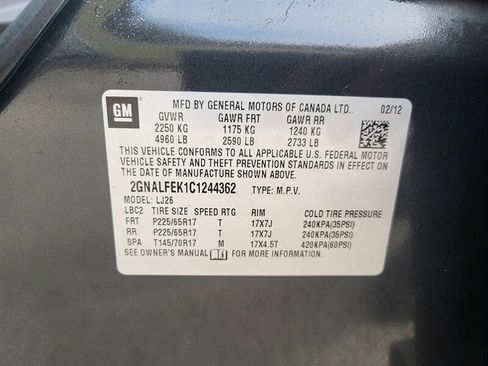 GM
MFD BY GENERAL MOTORS OF CANADA LTD. 02/12
GVWR GAWR FRT GAWR RR
2250 KG 1175 KG 1240 KG
4960 LB 2590 LB 2733 LB
THIS VEHICLE CONFORMS TO ALL APPLICABLE U.S. FEDERAL MOTOR
VEHICLE SAFETY AND THEFT PREVENTION STANDARDS IN EFFECT ON
THE DATE OF MANUFACTURE SHOWN ABOVE.
2GNALFEK1C1244362 TYPE: M.P.V.
MODEL: LJ26
LBC2 TIRE SIZE SPEED RTG RIM COLD TIRE PRESSURE
FRT P225/65R17 T 17X7J 240KPA(35PSI)
RR P225/65R17 T 17X7J 240KPA(35PSI)
SPA T145/70R17 M 17X4.5T 420KPA(60PSI)
SEE OWNER'S MANUAL FOR MORE INFORMATION